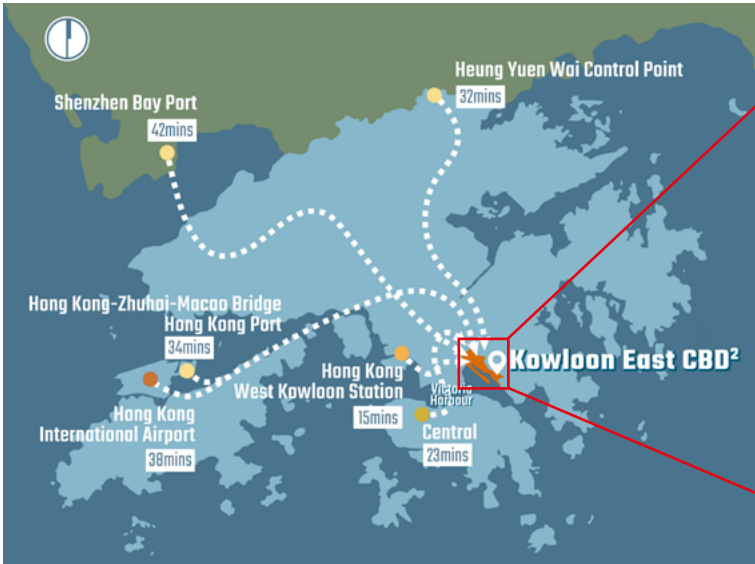 Heung Yuen Wai Control Point
32mins
Shenzhen Bay Port
42mins
Hong Kong-Zhuhai-Macao Bridge
Hong Kong Port
34mins
Hong Kong
International Airport
38mins
Hong Kong
West Kowloon Station
15mins
Victoria
Harbour
Central
23mins
Kowloon East CBD²